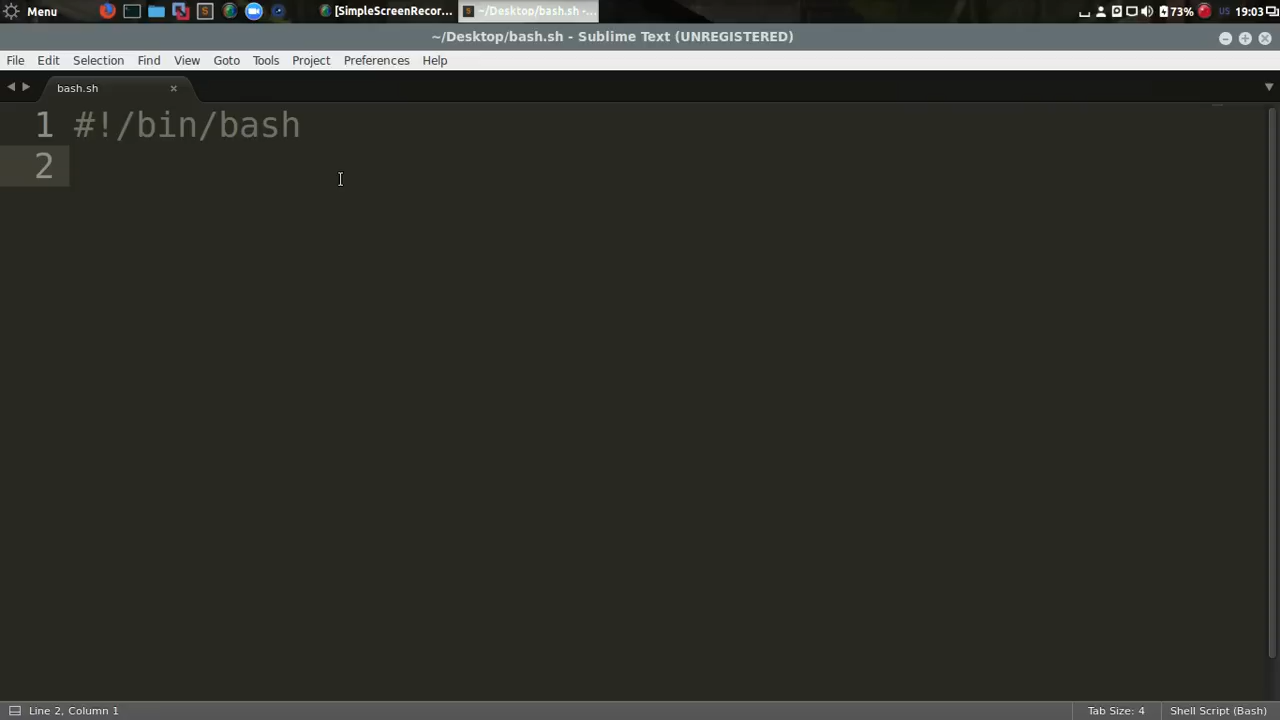 Menu [SimpleScreenRecor... ~/Desktop/bash.sh -... 73% US 19:03
~/Desktop/bash.sh - Sublime Text (UNREGISTERED)
File Edit Selection Find View Goto Tools Project Preferences Help
bash.sh
1 #!/bin/bash
2
Line 2, Column 1 Tab Size: 4 Shell Script (Bash)